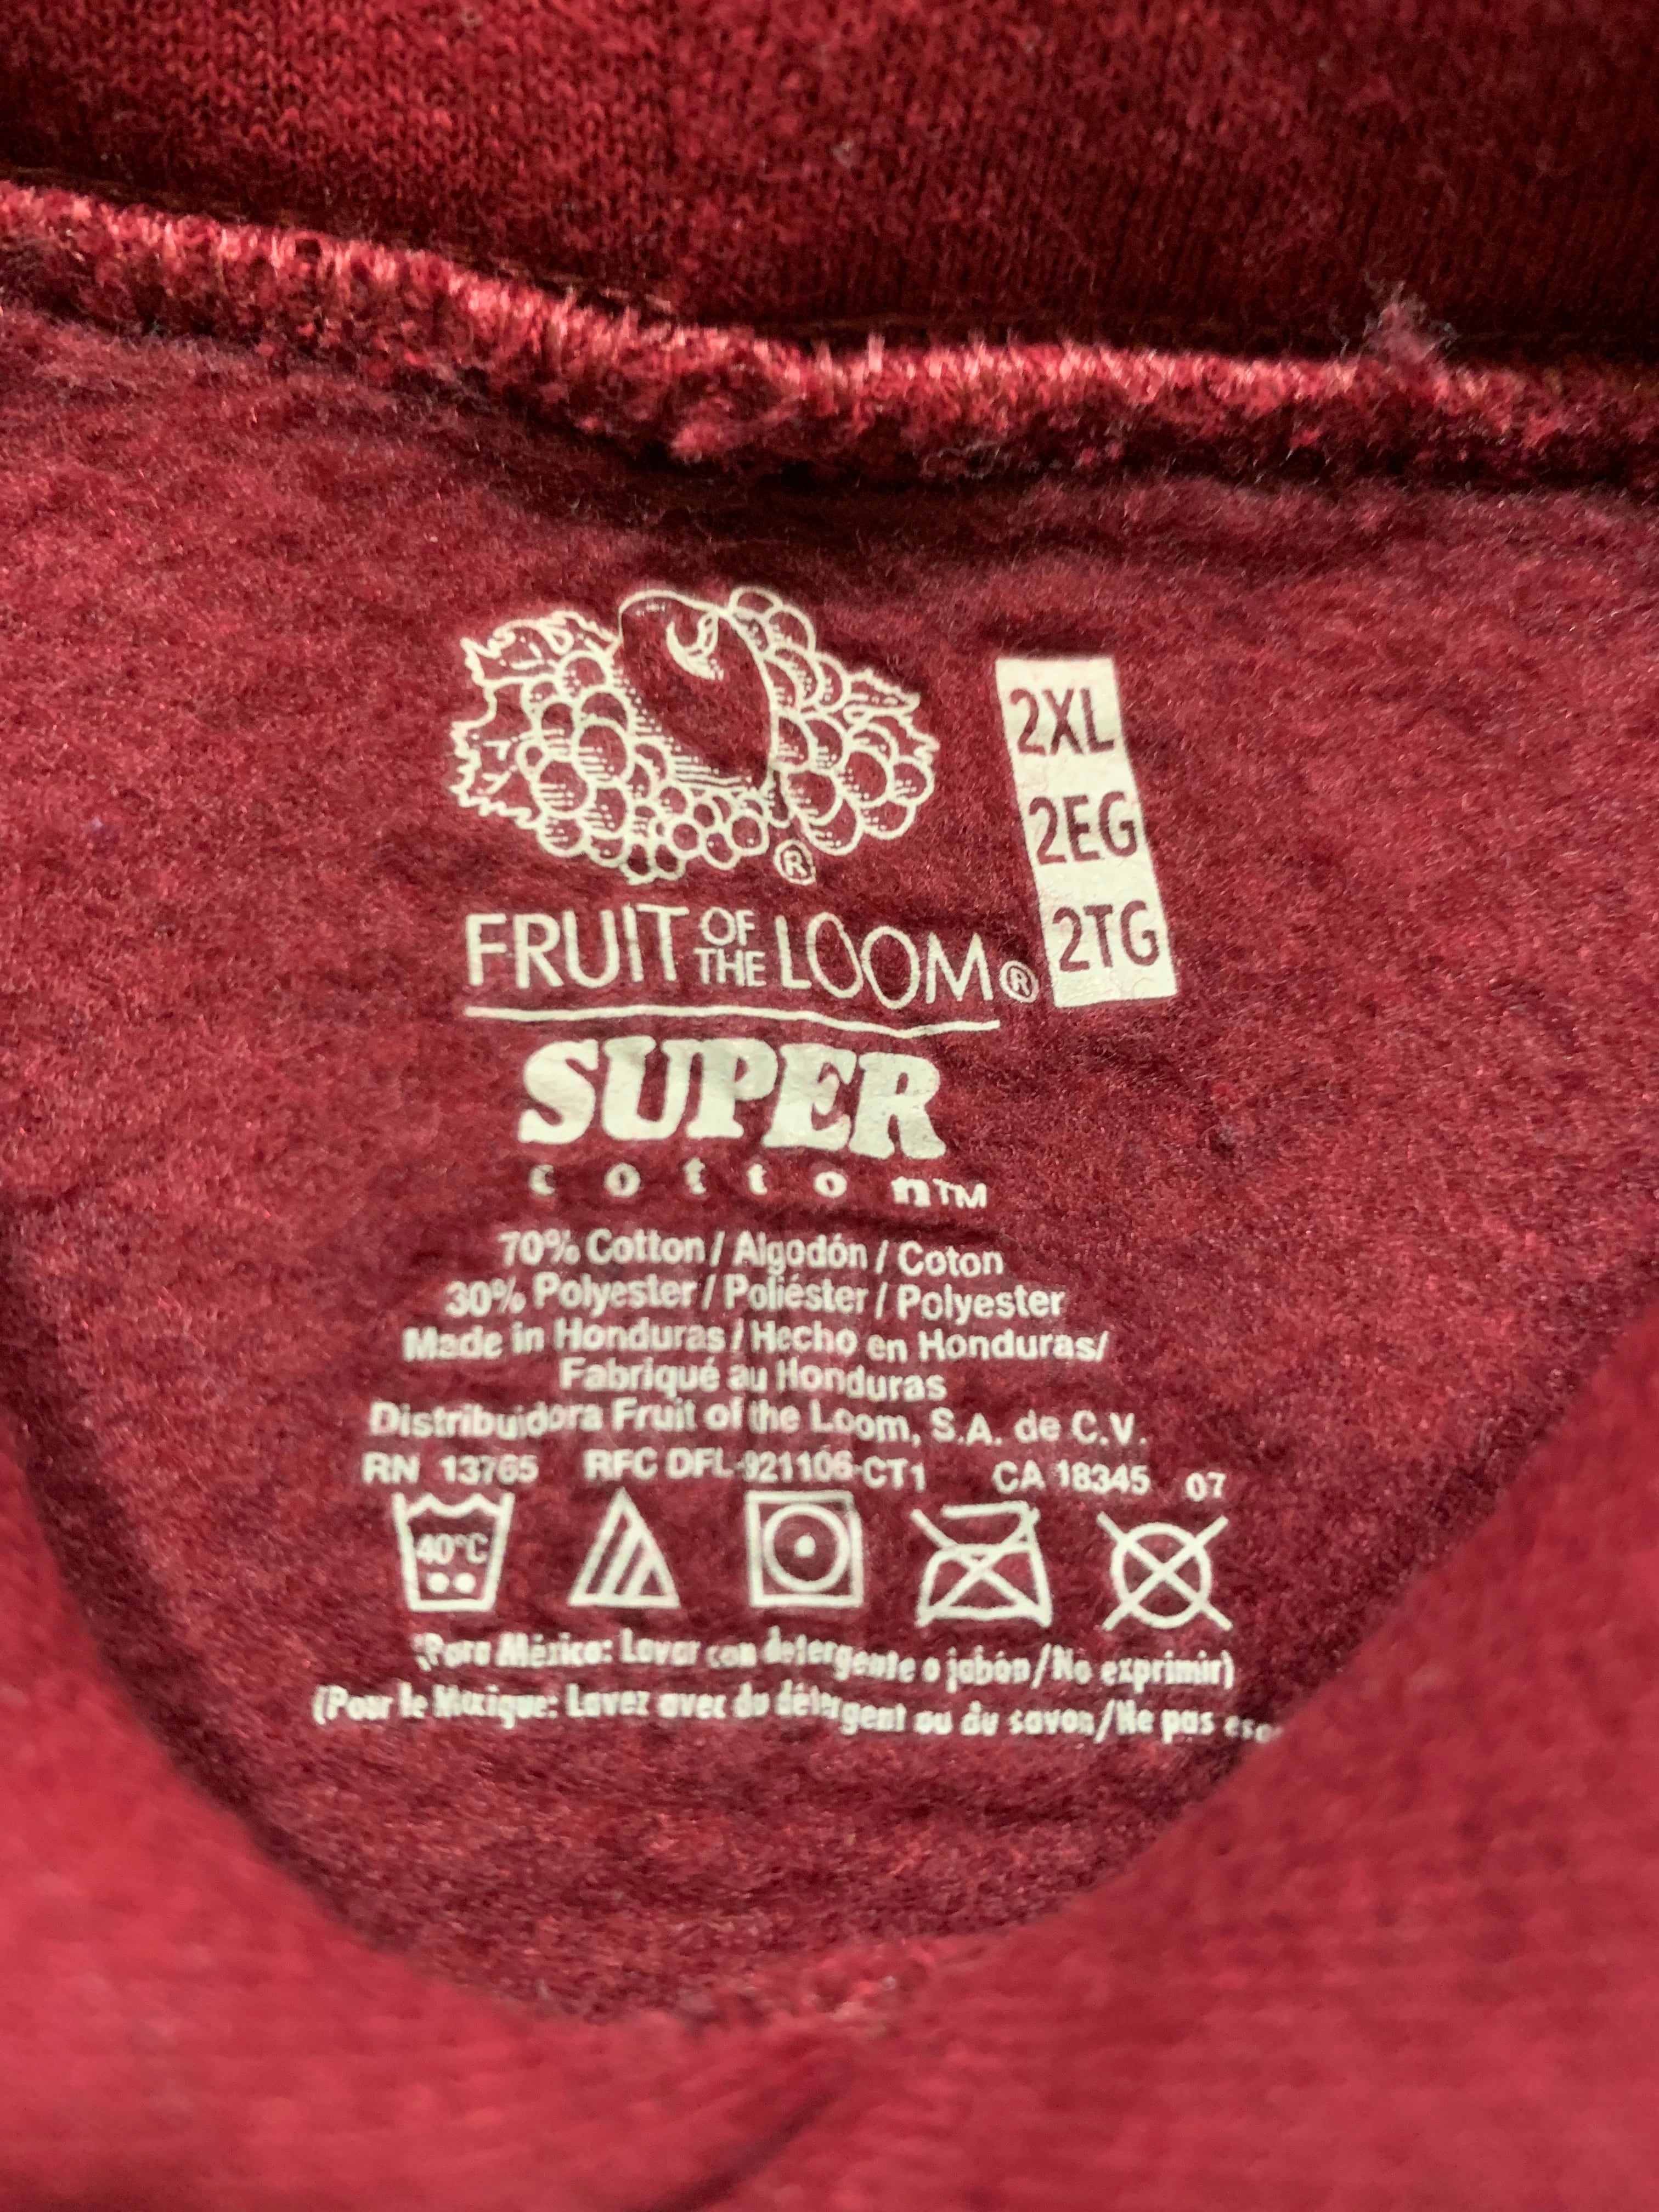 2XL
2EG
2TG
®
FRUIT OF THE LOOM®
SUPER
cotton™
70% Cotton / Algodón / Coton
30% Polyester / Poliéster / Polyester
Made in Honduras / Hecho en Honduras/
Fabriqué au Honduras
Distribuidora Fruit of the Loom, S.A. de C.V.
RN 13765 RFC DFL-921106-CT1 CA 18345 07
40°C
(Para México: Lavar con detergente o jabón/No exprimir)
(Pour le Mexique: Lavez avec du détergent ou du savon/Ne pas